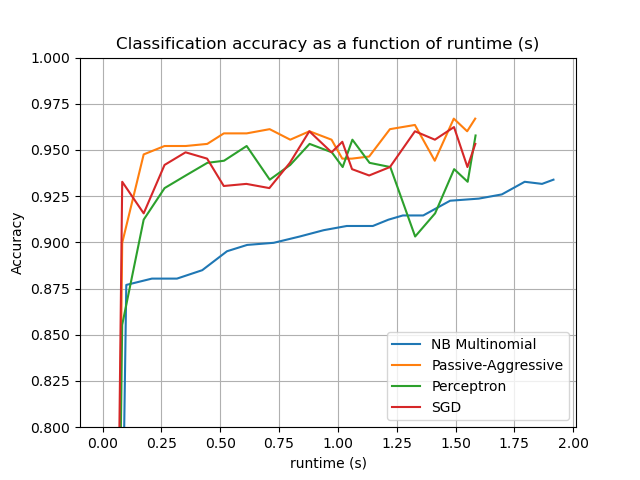 Classification accuracy as a function of runtime (s)
1.000
0.975
0.950
0.925
0.900
0.875
0.850
0.825
0.800
Accuracy
NB Multinomial
Passive-Aggressive
Perceptron
SGD
0.00 0.25 0.50 0.75 1.00 1.25 1.50 1.75 2.00
runtime (s)